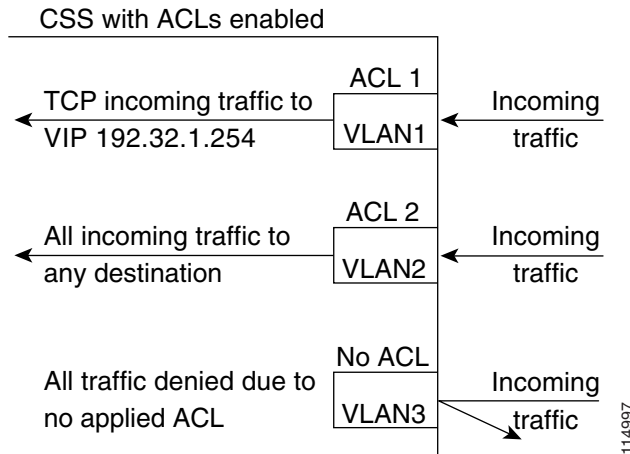 CSS with ACLs enabled
ACL 1
TCP incoming traffic to
VIP 192.32.1.254
VLAN1
Incoming
traffic
ACL 2
All incoming traffic to
any destination
VLAN2
Incoming
traffic
No ACL
All traffic denied due to
no applied ACL
VLAN3
Incoming
traffic
114997